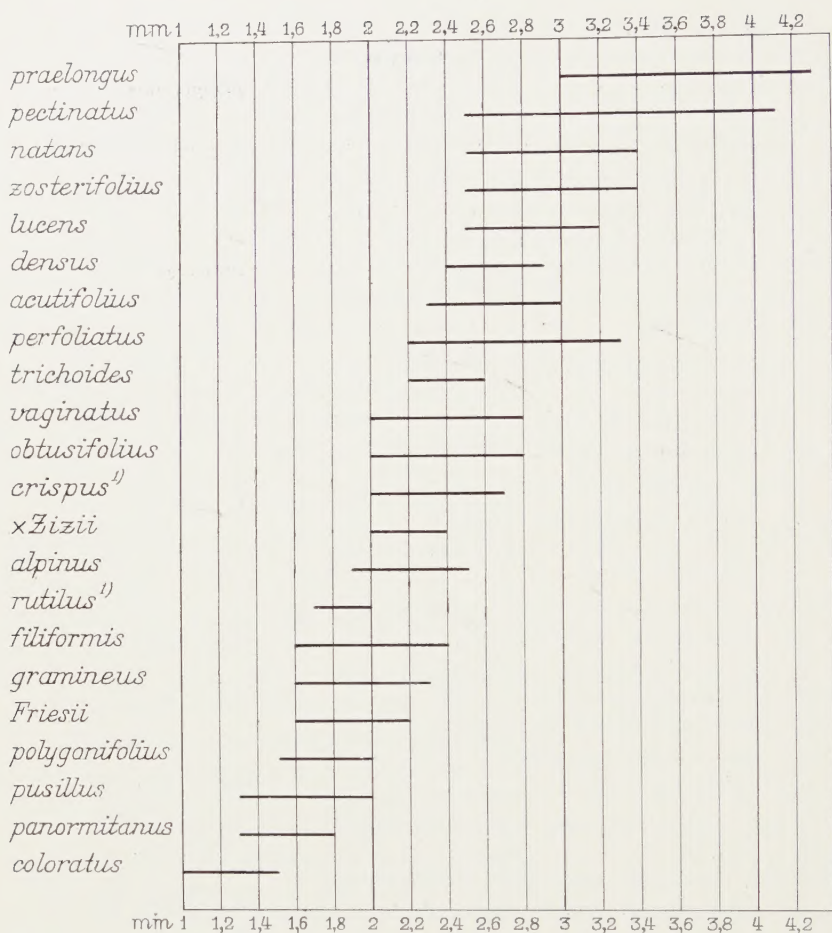 mm 1 1,2 1,4 1,6 1,8 2 2,2 2,4 2,6 2,8 3 3,2 3,4 3,6 3,8 4 4,2
praelongus
pectinatus
natans
zosterifolius
lucens
densus
acutifolius
perfoliatus
trichoides
vaginatus
obtusifolius
crispus¹⁾
xZizii
alpinus
rutilus¹⁾
filiformis
gramineus
Friesii
polygonifolius
pusillus
panormitanus
coloratus
mm 1 1,2 1,4 1,6 1,8 2 2,2 2,4 2,6 2,8 3 3,2 3,4 3,6 3,8 4 4,2